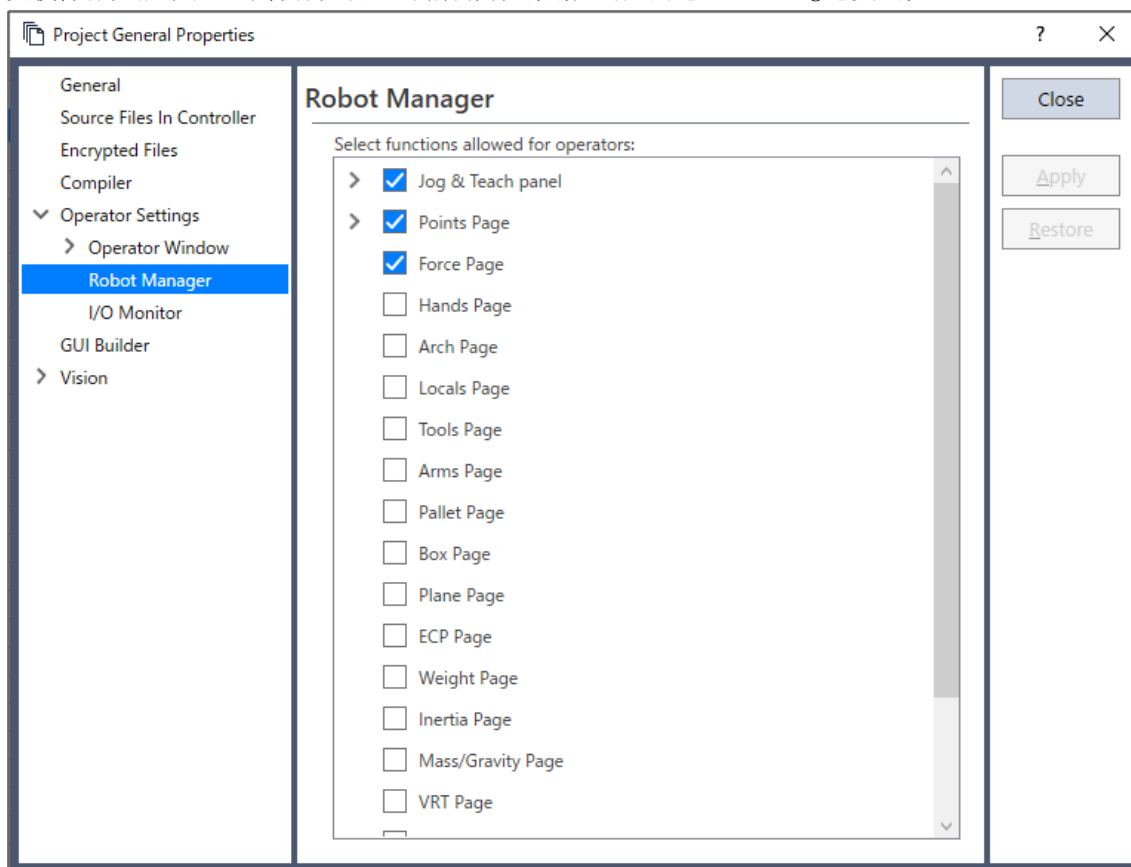 Project General Properties
?
General
Source Files In Controller
Encrypted Files
Compiler
Operator Settings
Operator Window
Robot Manager
I/O Monitor
GUI Builder
Vision
Robot Manager
Select functions allowed for operators:
Jog & Teach panel
Points Page
Force Page
Hands Page
Arch Page
Locals Page
Tools Page
Arms Page
Pallet Page
Box Page
Plane Page
ECP Page
Weight Page
Inertia Page
Mass/Gravity Page
VRT Page
Close
Apply
Restore